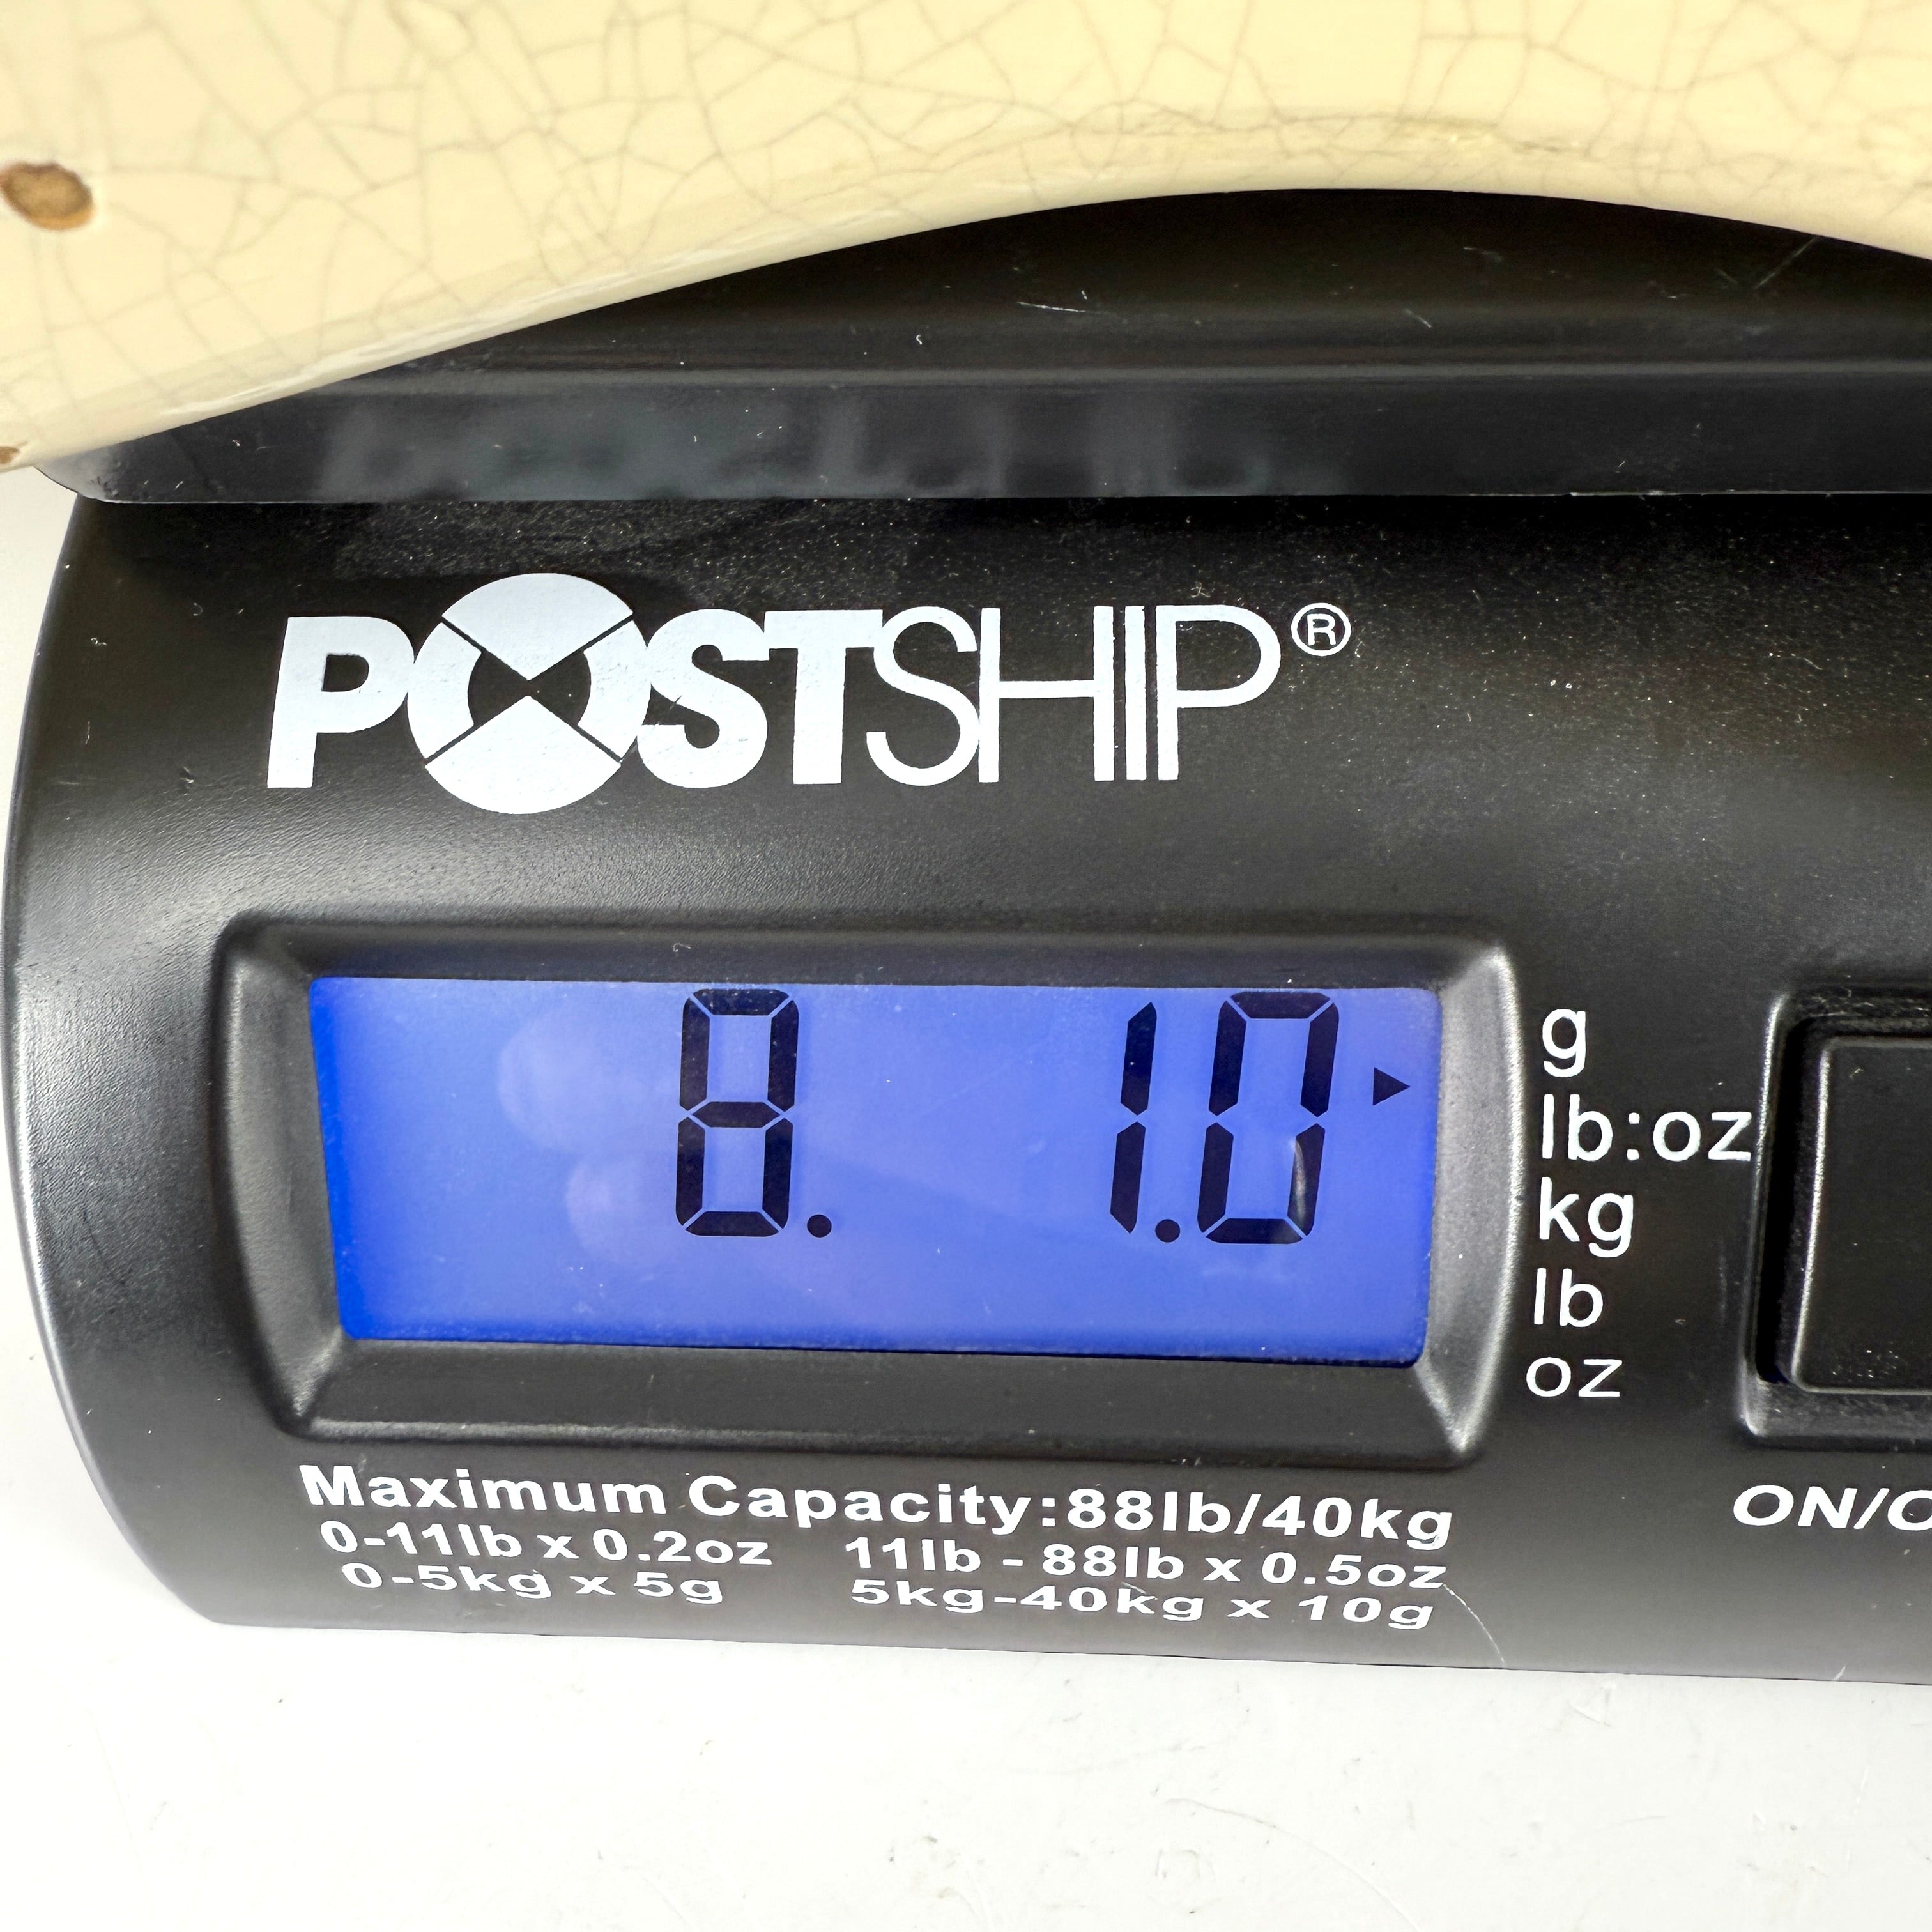 POSTSHIP®
8. 1.0
g
lb:oz
kg
lb
oz
Maximum Capacity:88lb/40kg
0-11lb x 0.2oz 11lb - 88lb x 0.5oz
0-5kg x 5g 5kg-40kg x 10g